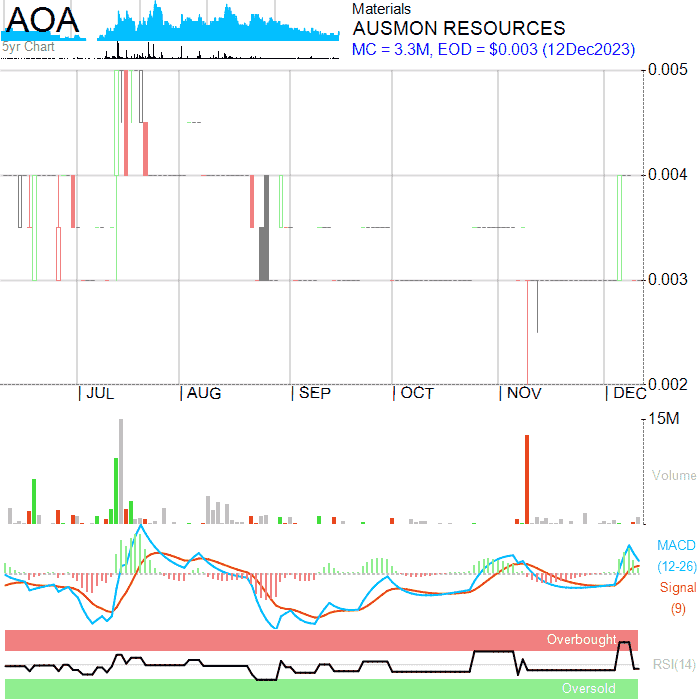 AOA
5yr Chart
Materials
AUSMON RESOURCES
MC = 3.3M, EOD = $0.003 (12Dec2023)
0.005
0.004
0.003
0.002
JUL AUG SEP OCT NOV DEC
15M
Volume
MACD
(12-26)
Signal
(9)
Overbought
RSI(14)
Oversold